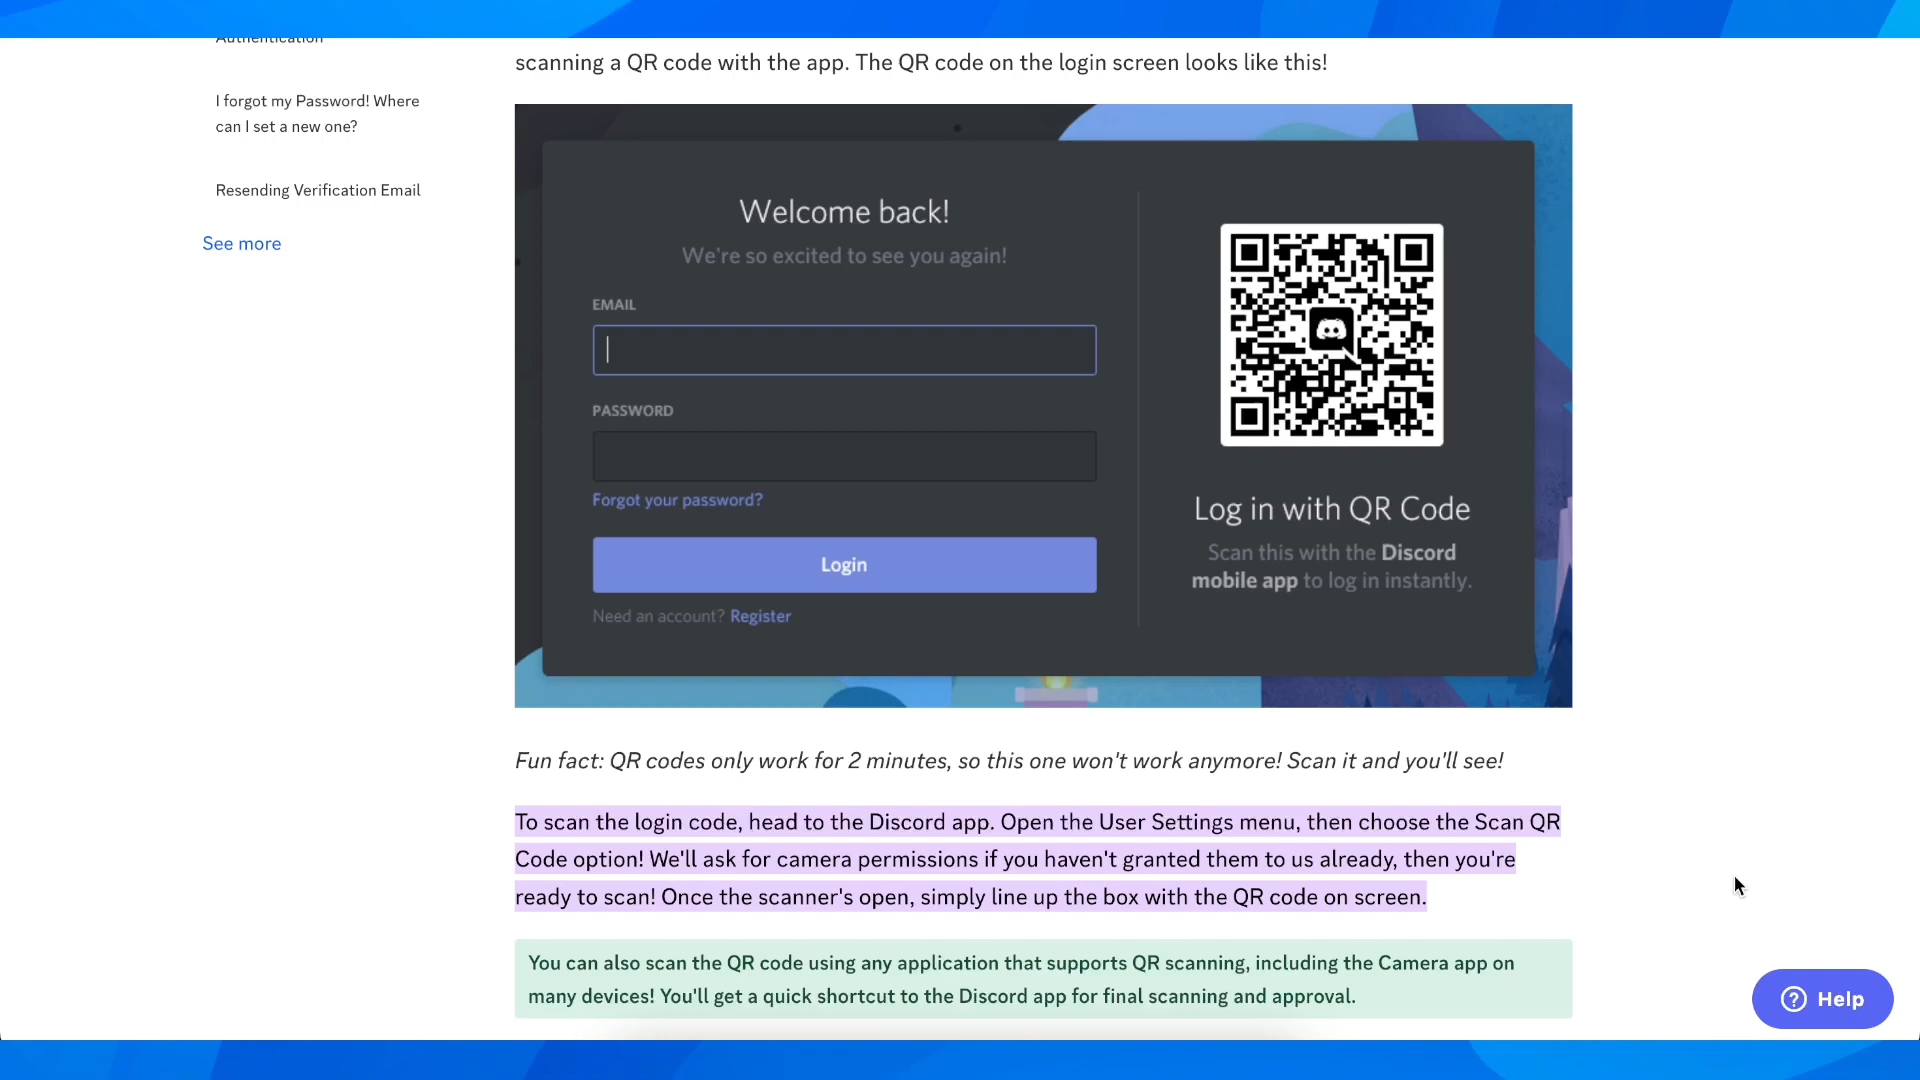 Authentication
I forgot my Password! Where
can I set a new one?
Resending Verification Email
See more
scanning a QR code with the app. The QR code on the login screen looks like this!
Welcome back!
We're so excited to see you again!
EMAIL
PASSWORD
Forgot your password?
Login
Need an account? Register
Log in with QR Code
Scan this with the Discord
mobile app to log in instantly.
Fun fact: QR codes only work for 2 minutes, so this one won't work anymore! Scan it and you'll see!
To scan the login code, head to the Discord app. Open the User Settings menu, then choose the Scan QR
Code option! We'll ask for camera permissions if you haven't granted them to us already, then you're
ready to scan! Once the scanner's open, simply line up the box with the QR code on screen.
You can also scan the QR code using any application that supports QR scanning, including the Camera app on
many devices! You'll get a quick shortcut to the Discord app for final scanning and approval.
Help